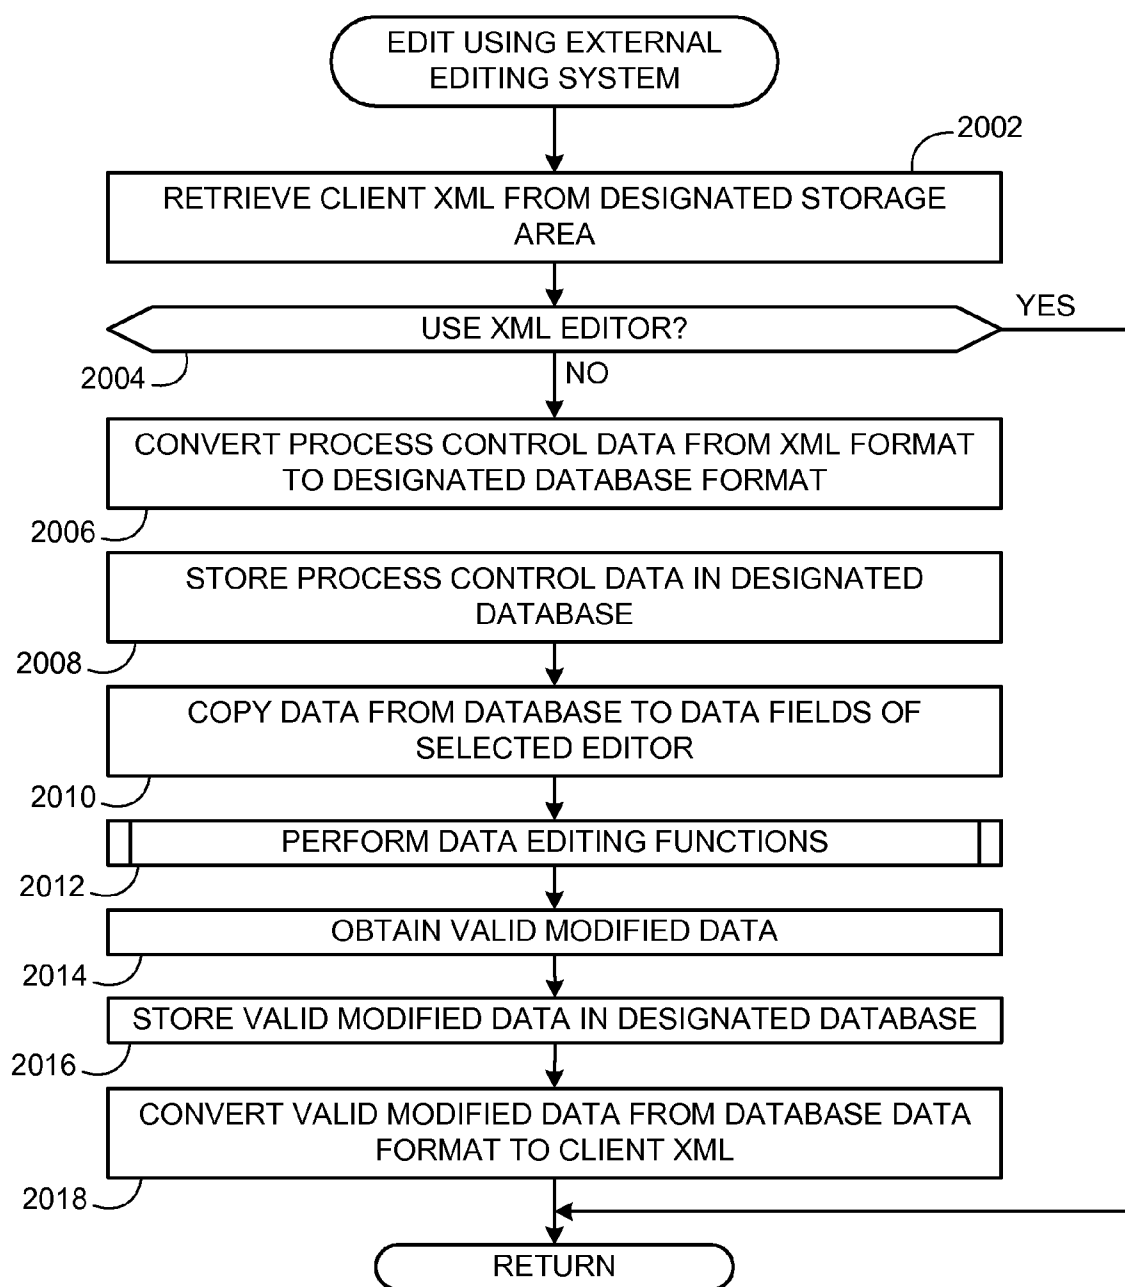 EDIT USING EXTERNAL
EDITING SYSTEM
2002
RETRIEVE CLIENT XML FROM DESIGNATED STORAGE
AREA
YES
USE XML EDITOR?
2004
NO
CONVERT PROCESS CONTROL DATA FROM XML FORMAT
TO DESIGNATED DATABASE FORMAT
2006
STORE PROCESS CONTROL DATA IN DESIGNATED
DATABASE
2008
COPY DATA FROM DATABASE TO DATA FIELDS OF
SELECTED EDITOR
2010
PERFORM DATA EDITING FUNCTIONS
2012
OBTAIN VALID MODIFIED DATA
2014
STORE VALID MODIFIED DATA IN DESIGNATED DATABASE
2016
CONVERT VALID MODIFIED DATA FROM DATABASE DATA
FORMAT TO CLIENT XML
2018
RETURN